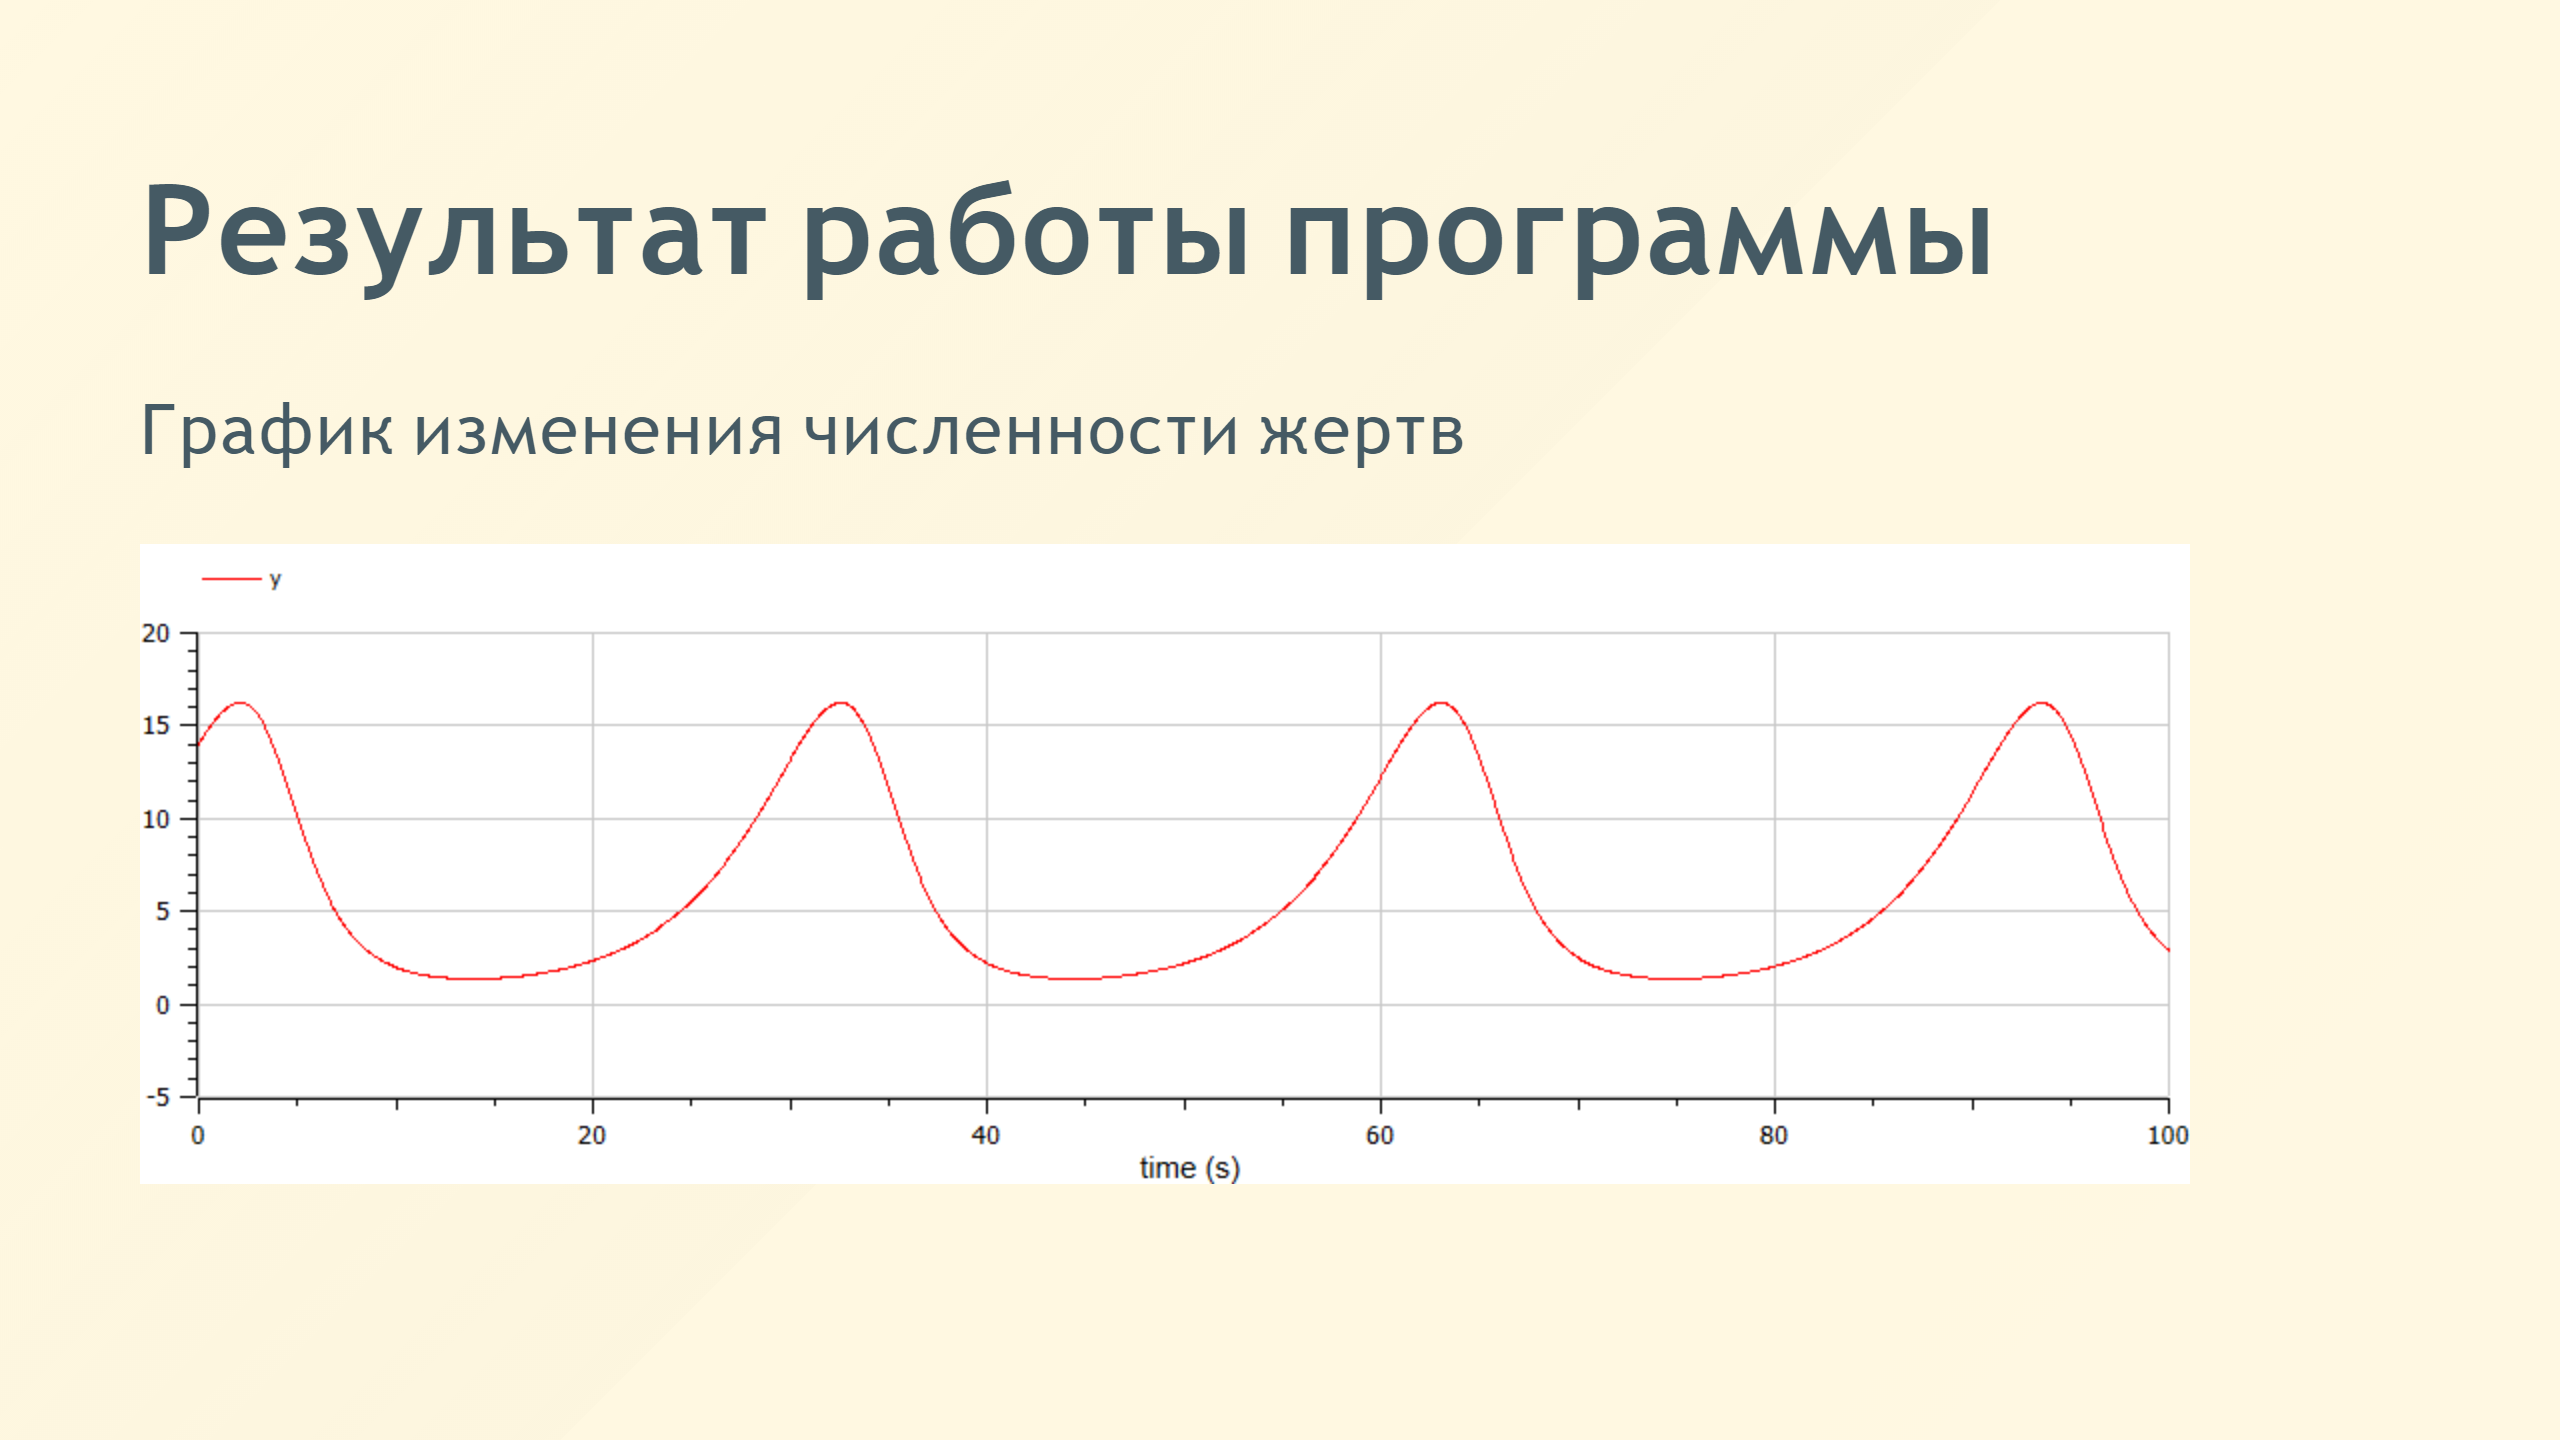 Результат работы программы
График изменения численности жертв
y
20
15
10
5
0
-5
0 20 40 60 80 100
time (s)